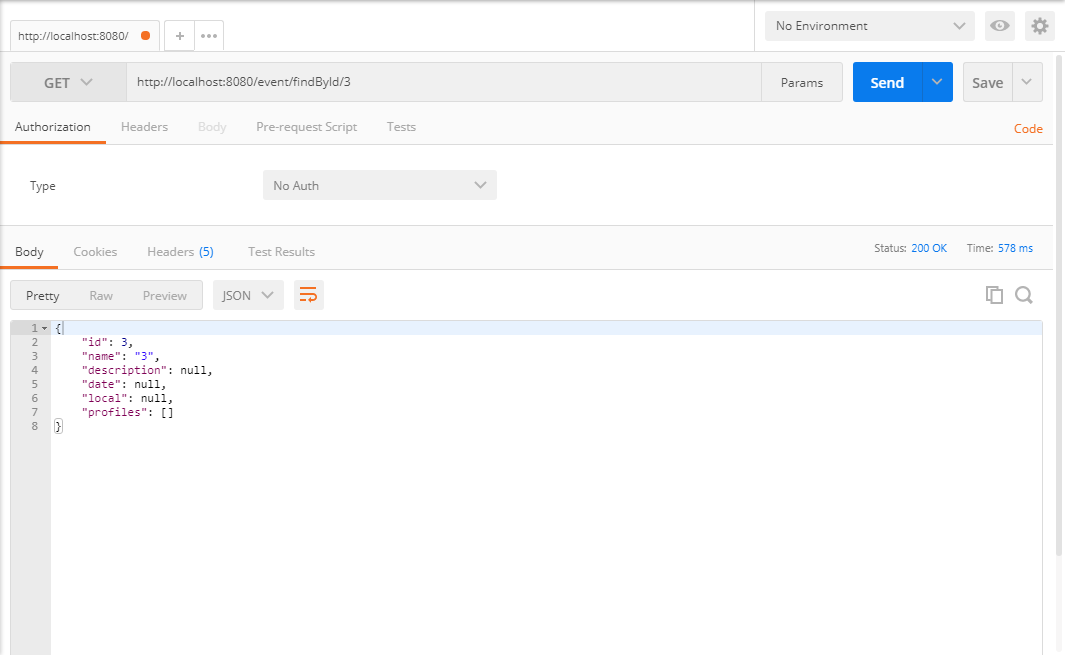 http://localhost:8080/
+
No Environment
GET
http://localhost:8080/event/findById/3
Params
Send
Save
Authorization
Headers
Body
Pre-request Script
Tests
Code
Type
No Auth
Body
Cookies
Headers (5)
Test Results
Status: 200 OK
Time: 578 ms
Pretty
Raw
Preview
JSON
1 {
2 "id": 3,
3 "name": "3",
4 "description": null,
5 "date": null,
6 "local": null,
7 "profiles": []
8 }